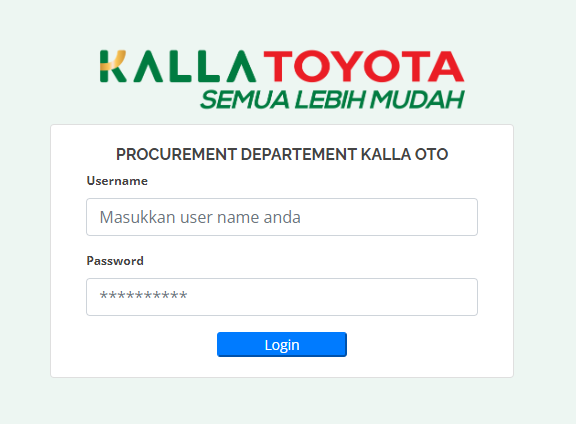 KALLA TOYOTA
SEMUA LEBIH MUDAH
PROCUREMENT DEPARTEMENT KALLA OTO
Username
Masukkan user name anda
Password
**********
Login